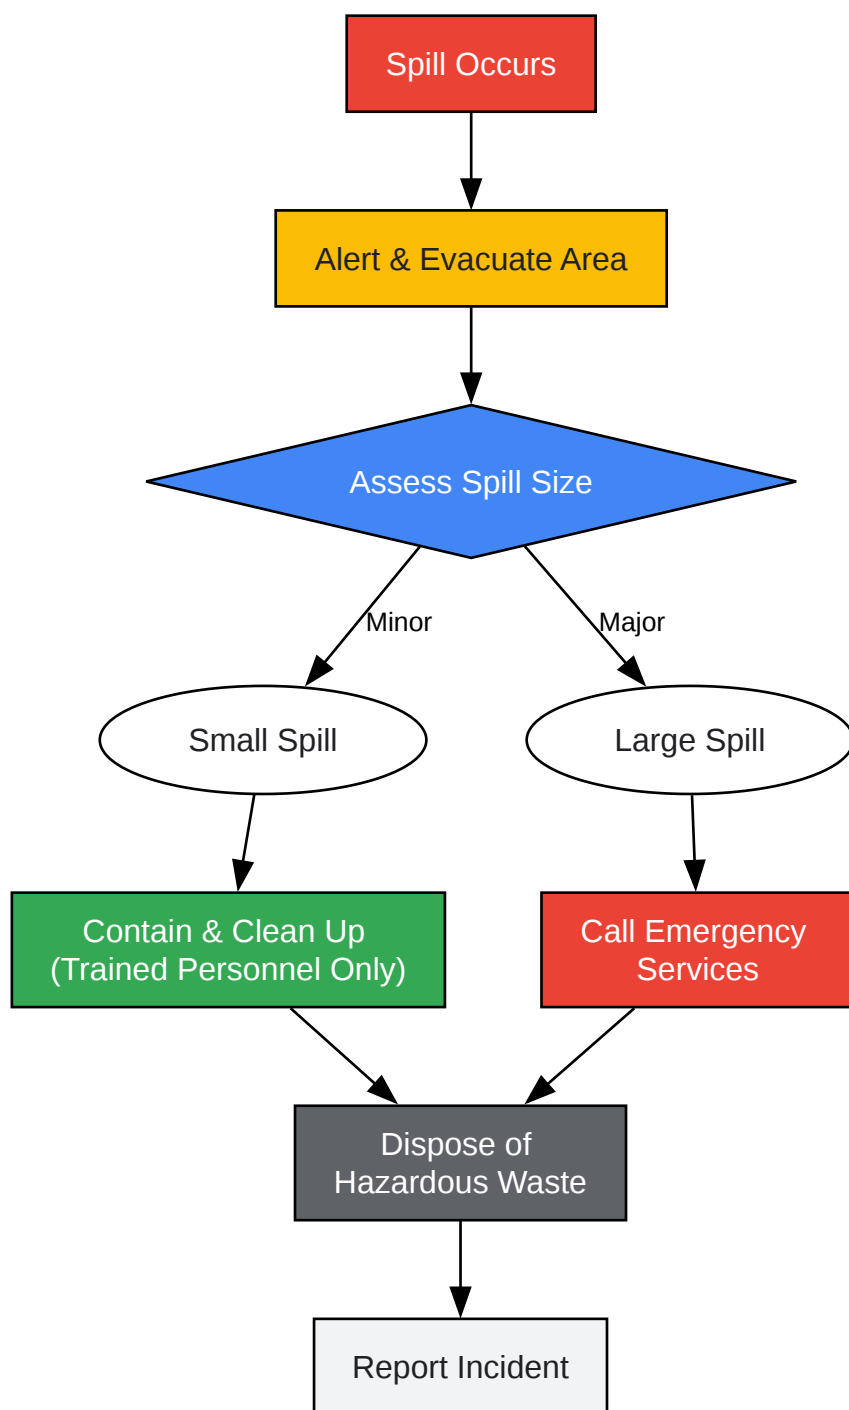 Spill Occurs
Alert & Evacuate Area
Assess Spill Size
Minor
Major
Small Spill
Large Spill
Contain & Clean Up
(Trained Personnel Only)
Call Emergency
Services
Dispose of
Hazardous Waste
Report Incident